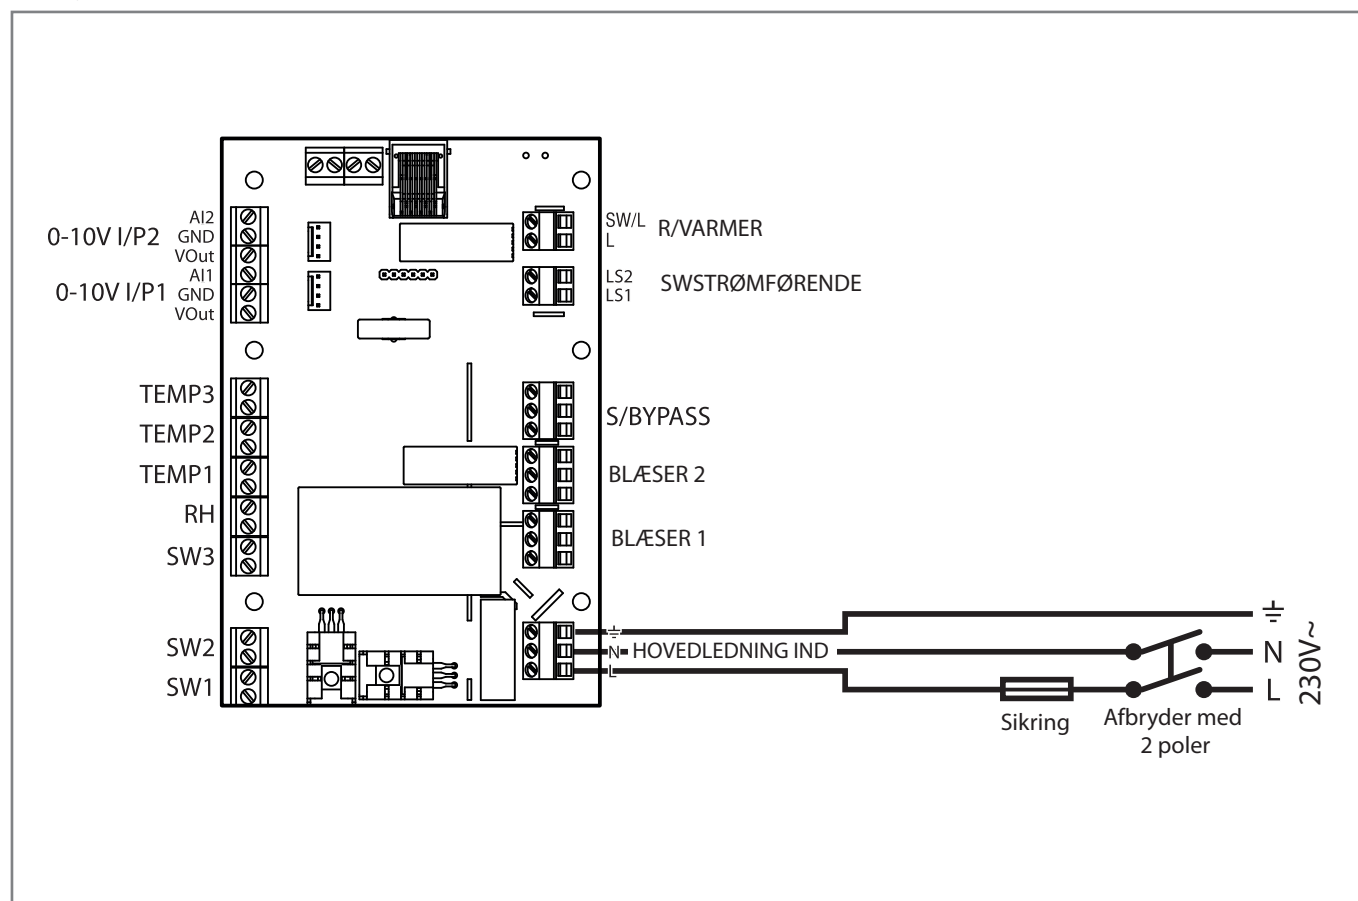 AI2
0-10V I/P2
GND
VOut
AI1
0-10V I/P1
GND
VOut
TEMP3
TEMP2
TEMP1
RH
SW3
SW2
SW1
SW/L
R/VARMER
L
LS2
SWSTRØMFØRENDE
LS1
S/BYPASS
BLÆSER 2
BLÆSER 1
N
HOVEDLEDNING IND
L
N
L
230V~
Sikring
Afbryder med
2 poler